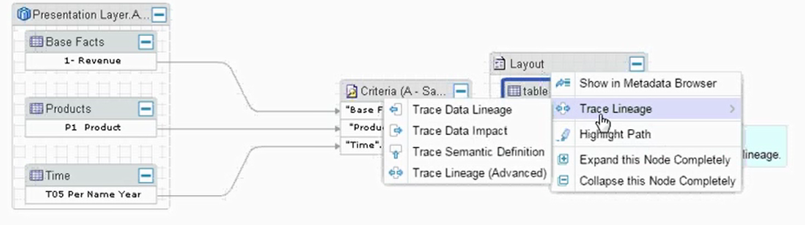 Presentation Layer.A...
Base Facts
1- Revenue
Products
P1 Product
Time
T05 Per Name Year
Criteria (A - Sa...
"Base F
"Produ
"Time".
Layout
table
Show in Metadata Browser
Trace Lineage
Highlight Path
Expand this Node Completely
Collapse this Node Completely
Trace Data Lineage
Trace Data Impact
Trace Semantic Definition
Trace Lineage (Advanced)
lineage.